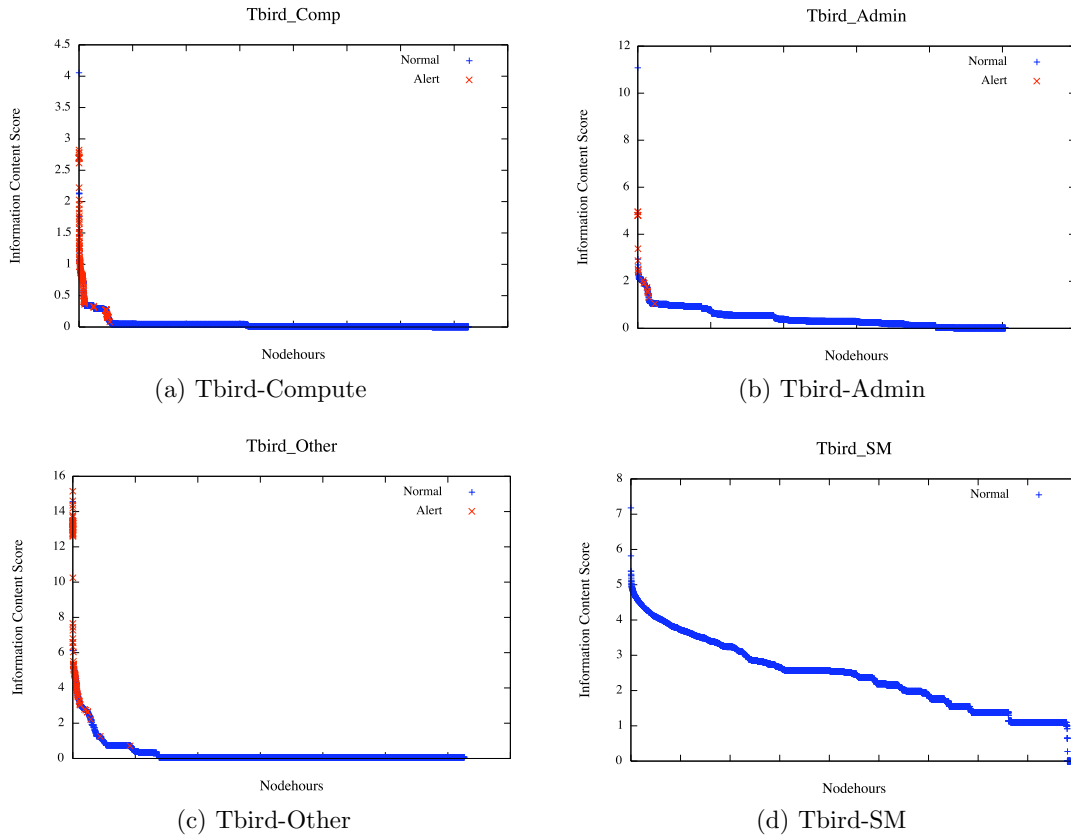 Tbird_Comp
4.5
4
3.5
3
2.5
2
1.5
1
0.5
0
Information Content Score
Normal
Alert
Nodehours
(a) Tbird-Compute
Tbird_Admin
12
10
8
6
4
2
0
Information Content Score
Normal
Alert
Nodehours
(b) Tbird-Admin
Tbird_Other
16
14
12
10
8
6
4
2
0
Information Content Score
Normal
Alert
Nodehours
(c) Tbird-Other
Tbird_SM
8
7
6
5
4
3
2
1
0
Information Content Score
Normal
Nodehours
(d) Tbird-SM